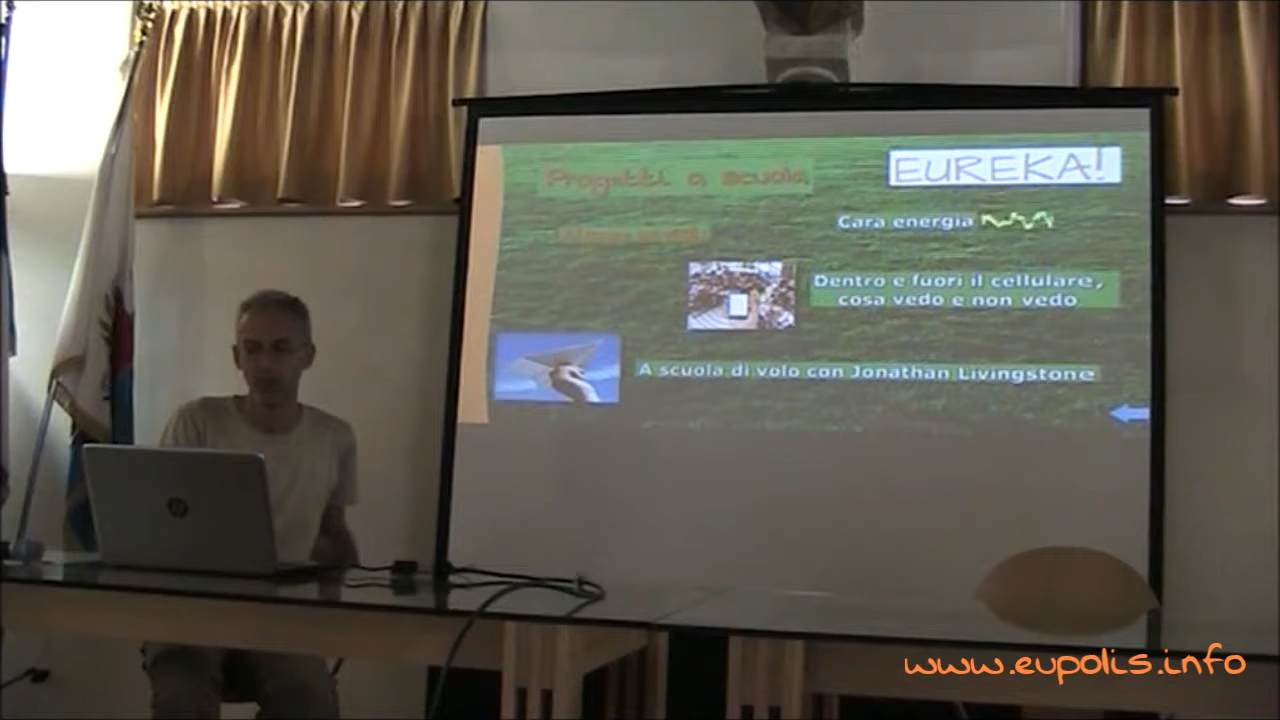 Progetti a scuola
EUREKA!
Cara energia
Dentro e fuori il cellulare,
cosa vedo e non vedo
A scuola di volo con Jonathan Livingstone
hp
www.eupolis.info